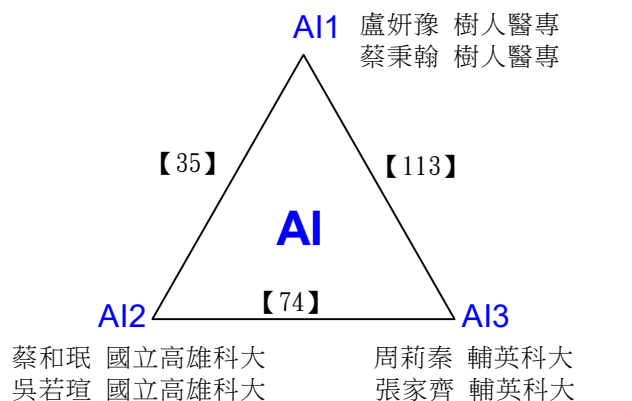 AI1 盧妍豫 樹人醫專
蔡秉翰 樹人醫專
【35】 【113】
AI
【74】
AI2 AI3
蔡和珉 國立高雄科大 周莉秦 輔英科大
吳若瑄 國立高雄科大 張家齊 輔英科大